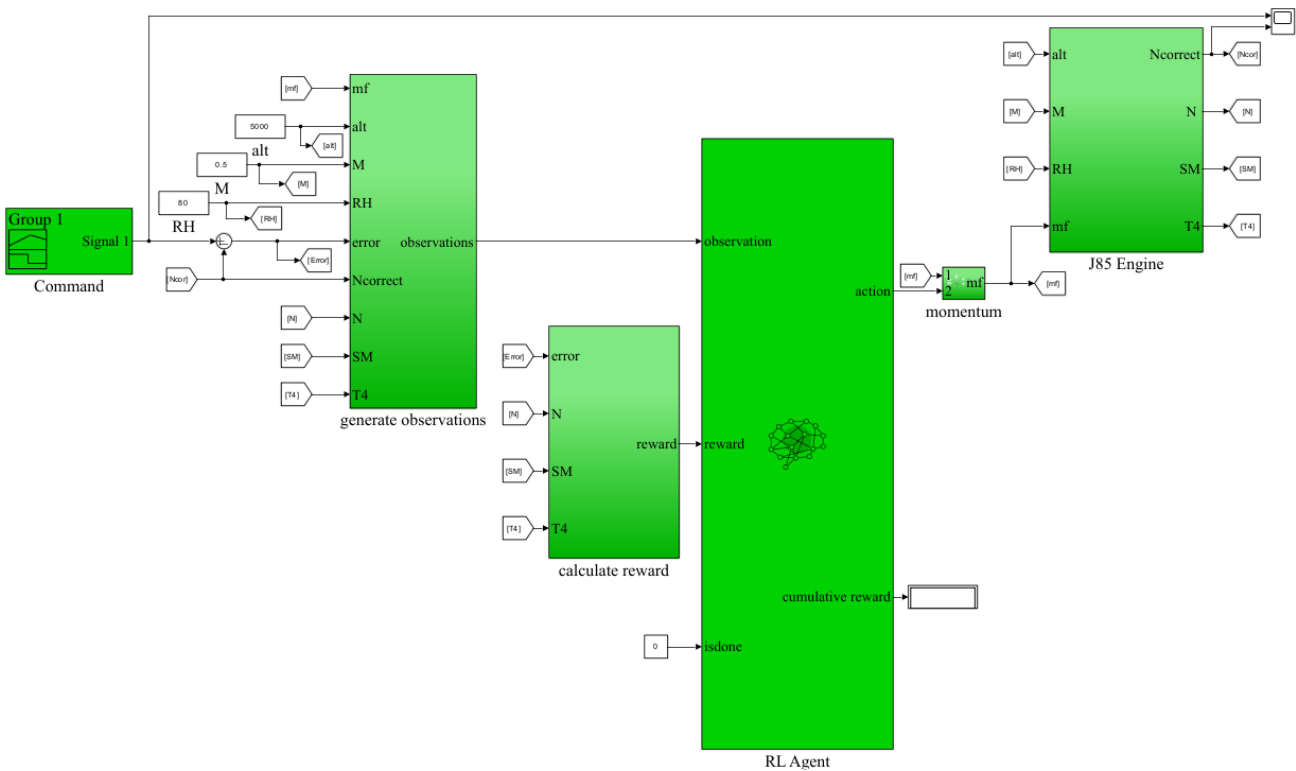 Group 1
Signal 1
Command
[mf]
5000
alt
[alt]
0.5
M
[M]
80
RH
[RH]
[Error]
[Ncor]
[N]
[SM]
[T4]
mf
alt
M
RH
error
Ncorrect
N
SM
T4
observations
generate observations
[Error]
[N]
[SM]
[T4]
error
N
SM
T4
reward
calculate reward
0
observation
reward
isdone
action
cumulative reward
RL Agent
[mf]
1
2
mf
momentum
[mf]
[alt]
[M]
[RH]
alt
M
RH
mf
Ncorrect
N
SM
T4
J85 Engine
[Ncor]
[N]
[SM]
[T4]